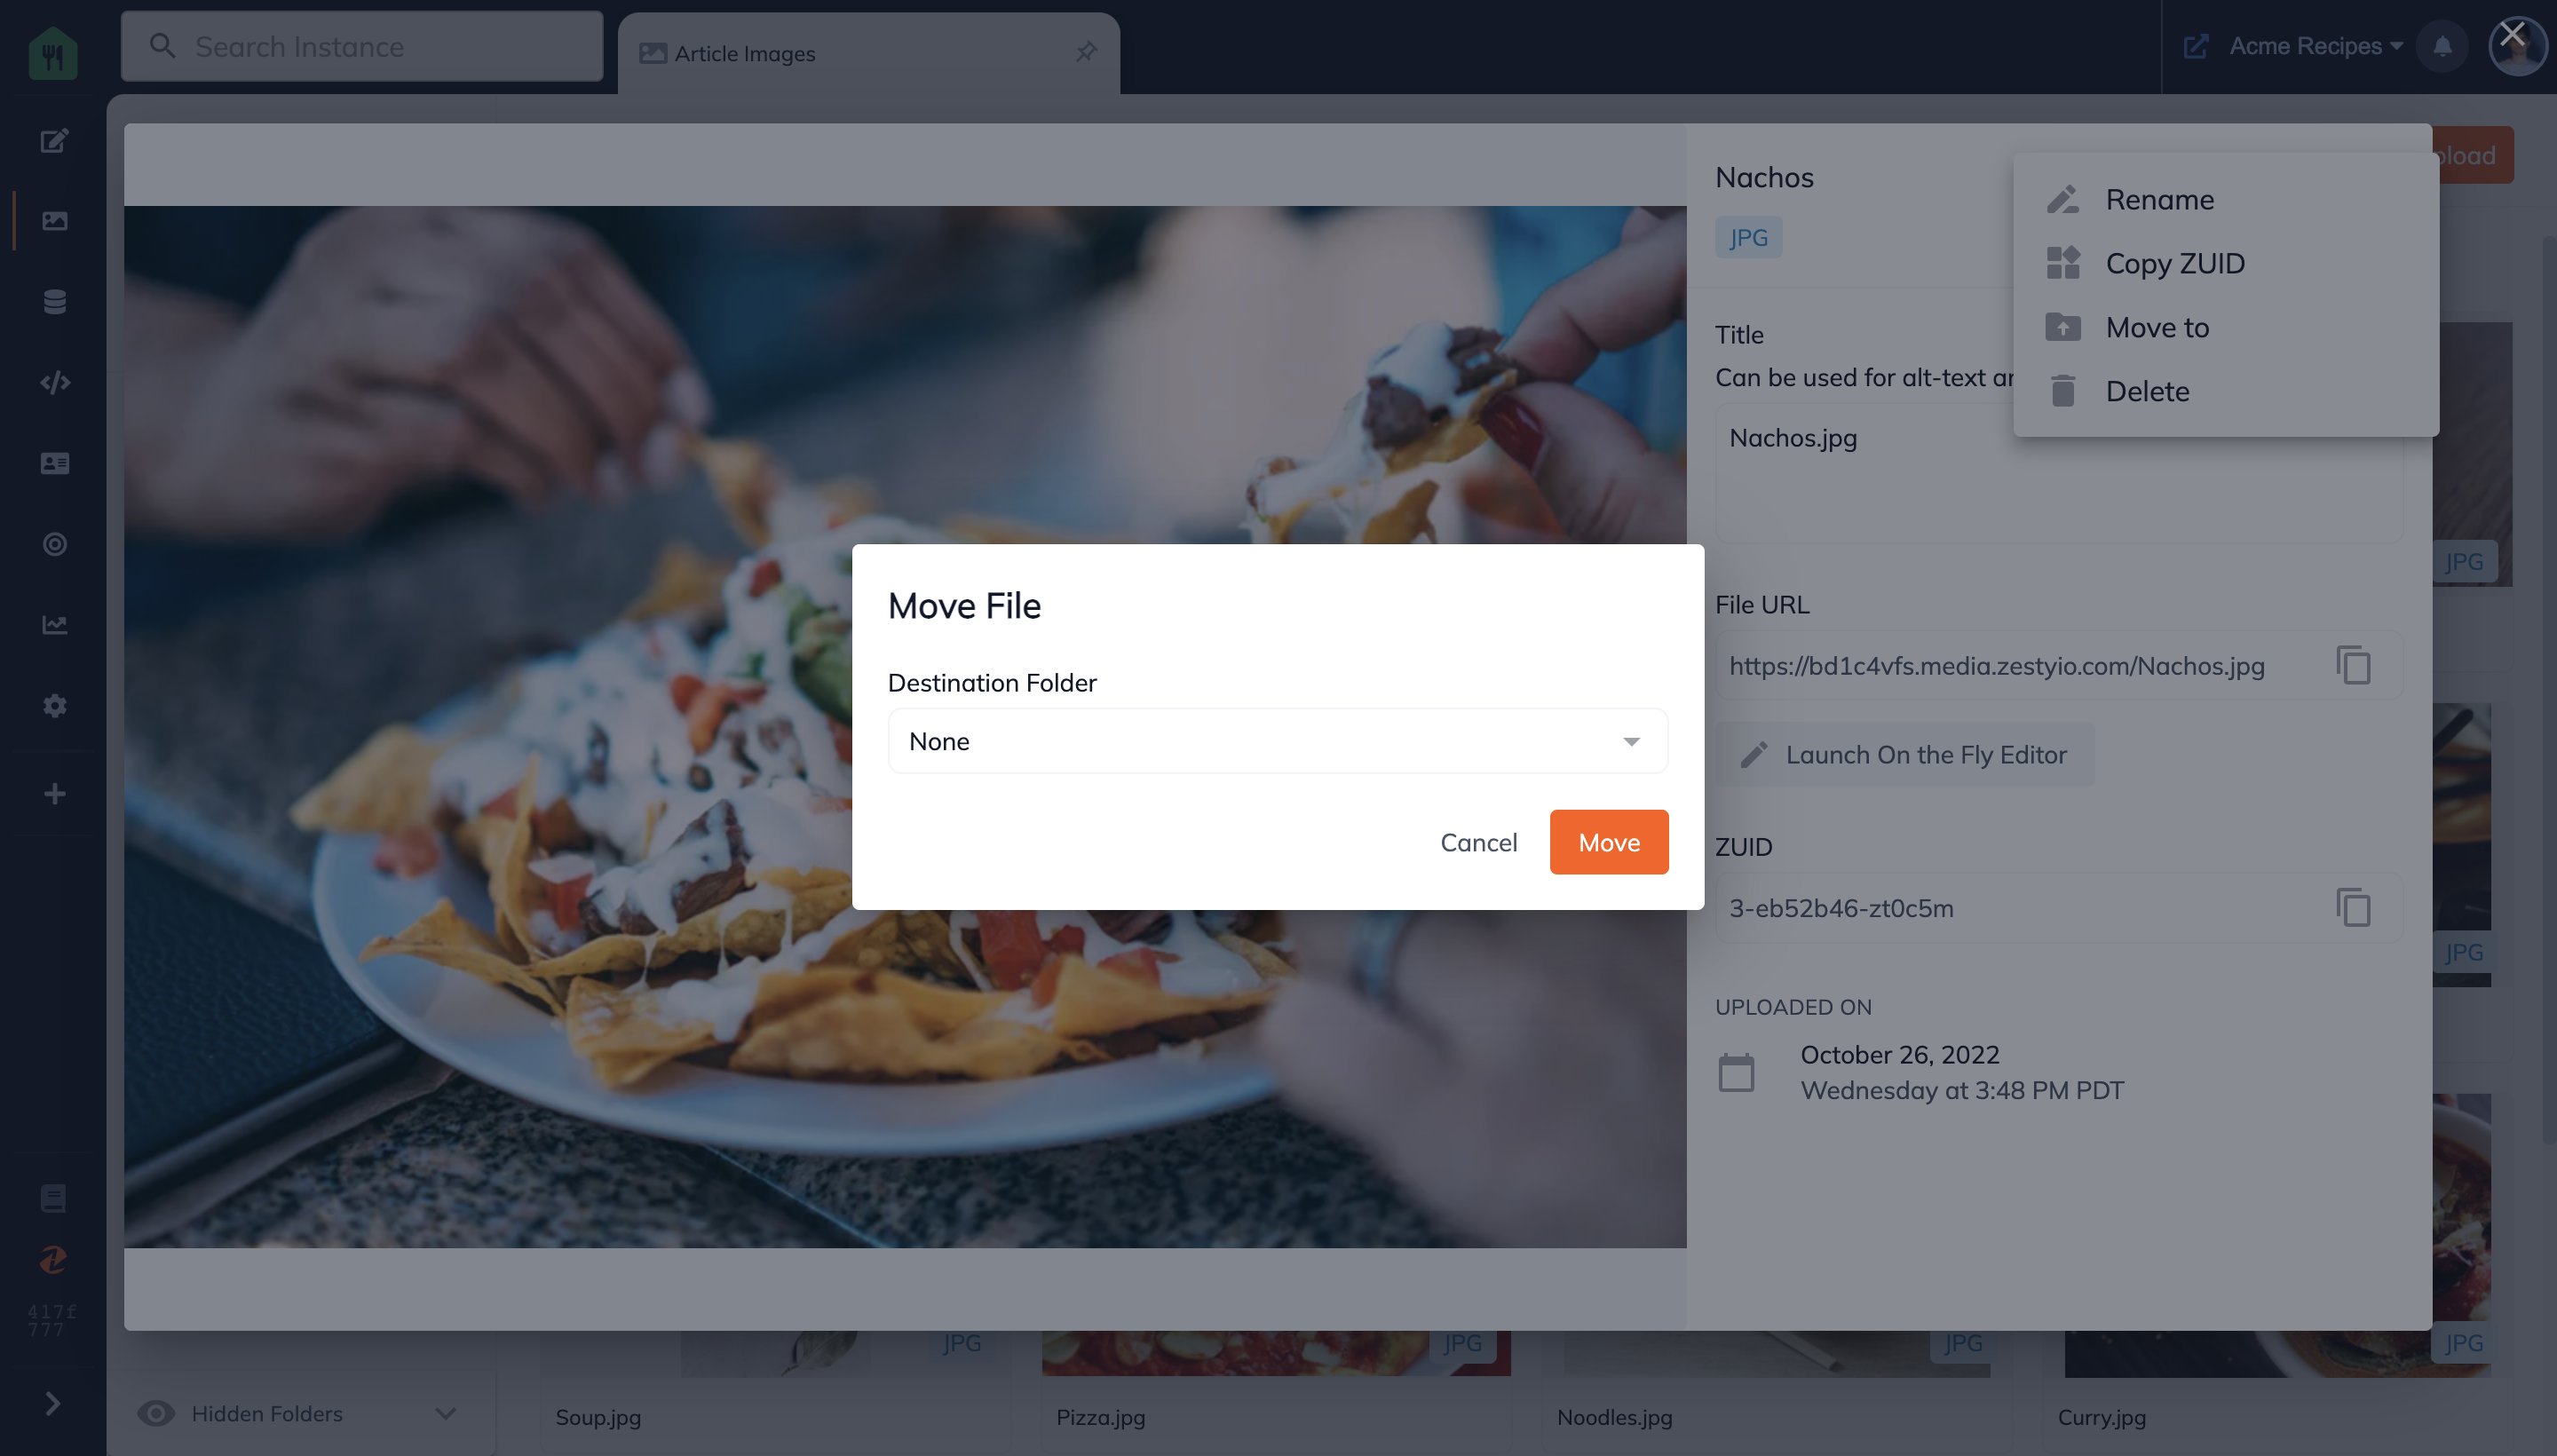 Search Instance
Article Images
Acme Recipes
Nachos
JPG
Rename
Copy ZUID
Move to
Delete
Title
Can be used for alt-text
Nachos.jpg
JPG
Move File
Destination Folder
None
Cancel
Move
File URL
https://bd1c4vfs.media.zestyio.com/Nachos.jpg
Launch On the Fly Editor
ZUID
3-eb52b46-zt0c5m
JPG
UPLOADED ON
October 26, 2022
Wednesday at 3:48 PM PDT
417f
777
JPG
JPG
JPG
JPG
Hidden Folders
Soup.jpg
Pizza.jpg
Noodles.jpg
Curry.jpg